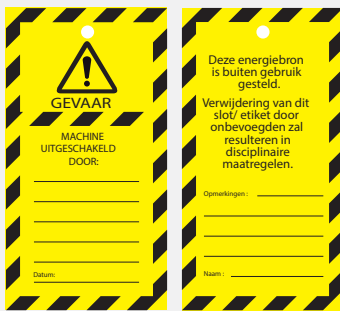 GEVAAR
MACHINE
UITGESCHAKELD
DOOR:
Datum:
Deze energiebron
is buiten gebruik
gesteld.
Verwijdering van dit
slot/ etiket door
onbevoegden zal
resulteren in
disciplinaire
maatregelen.
Opmerkingen :
Naam :